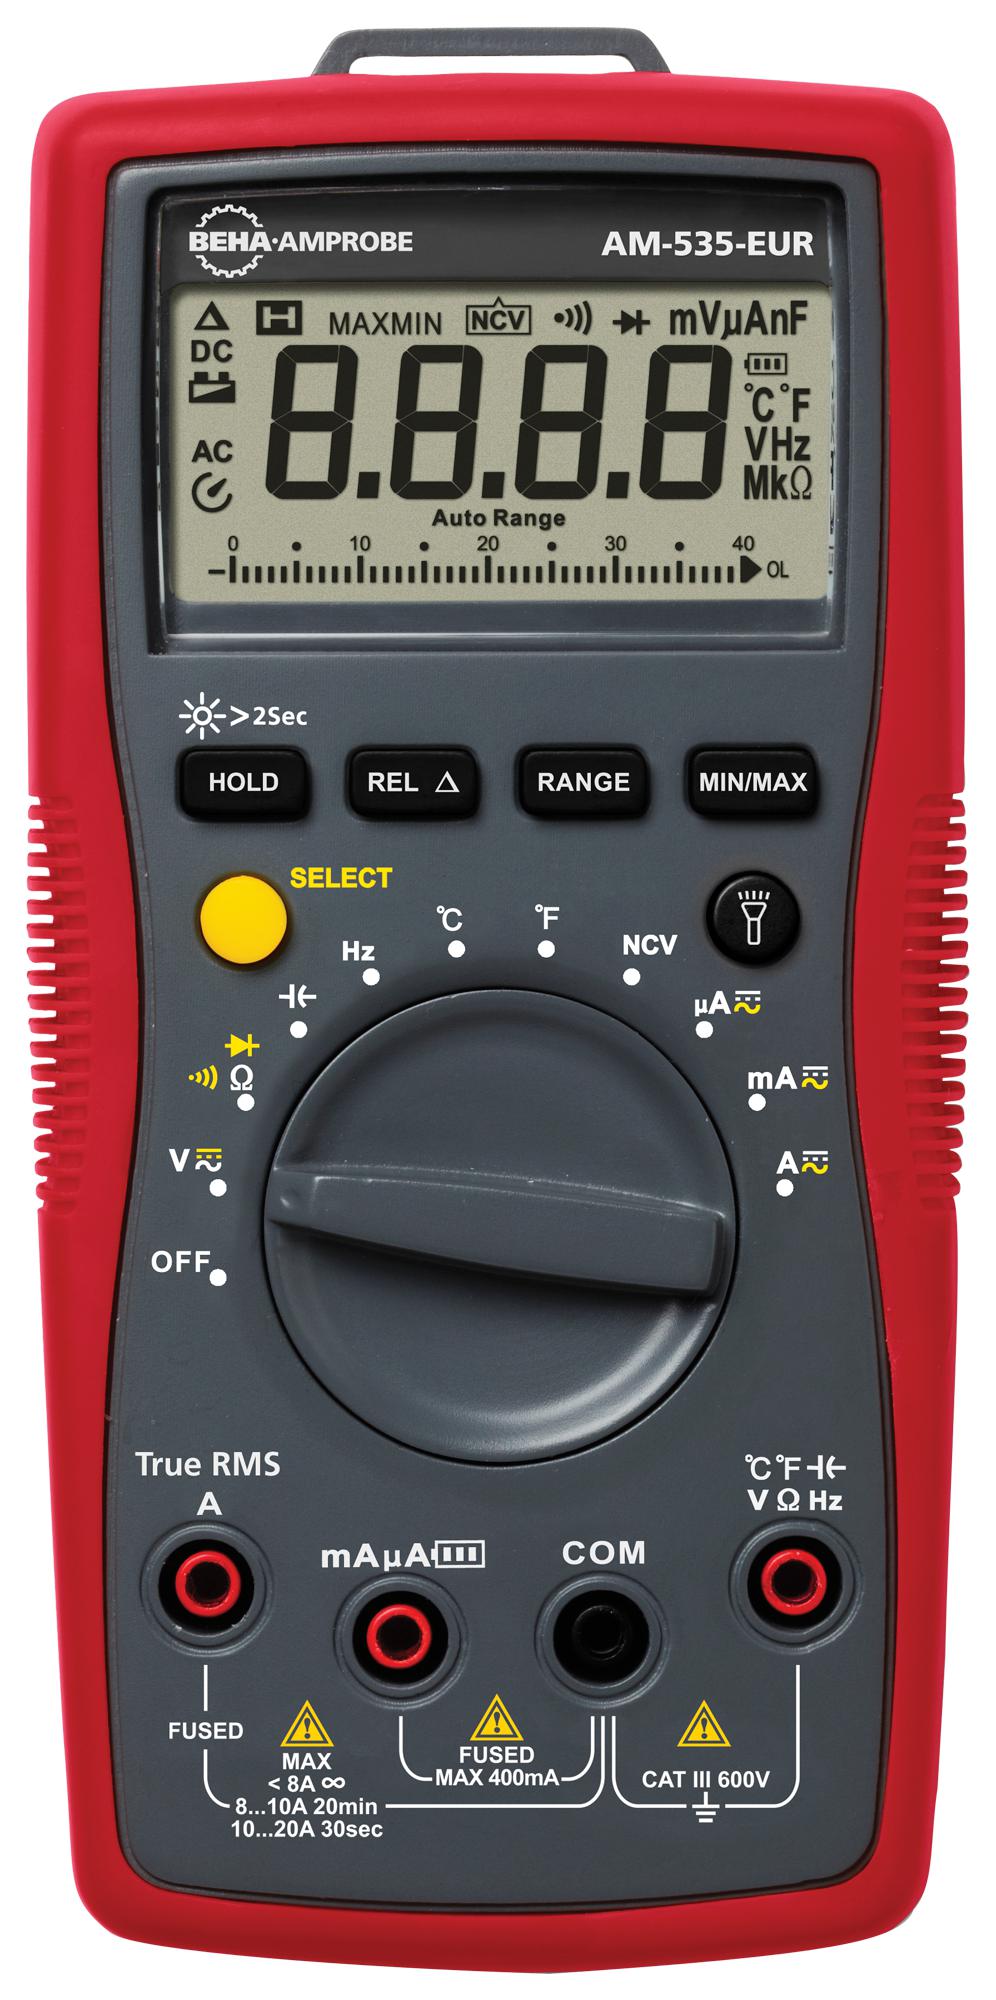 BEHA·AMPROBE AM-535-EUR
Δ H MAXMIN NCV mVµAnF
DC
8.8.8.8
°C°F
VHz
AC
MkΩ
Auto Range
0 10 20 30 40
OL
>2Sec
HOLD REL Δ RANGE MIN/MAX
SELECT
°C °F
Hz NCV
µA
Ω mA
V A
OFF
True RMS
A
°C°F
V Ω Hz
mAµA COM
FUSED
MAX
< 8A ∞
8...10A 20min
10...20A 30sec
FUSED
MAX 400mA
CAT III 600V